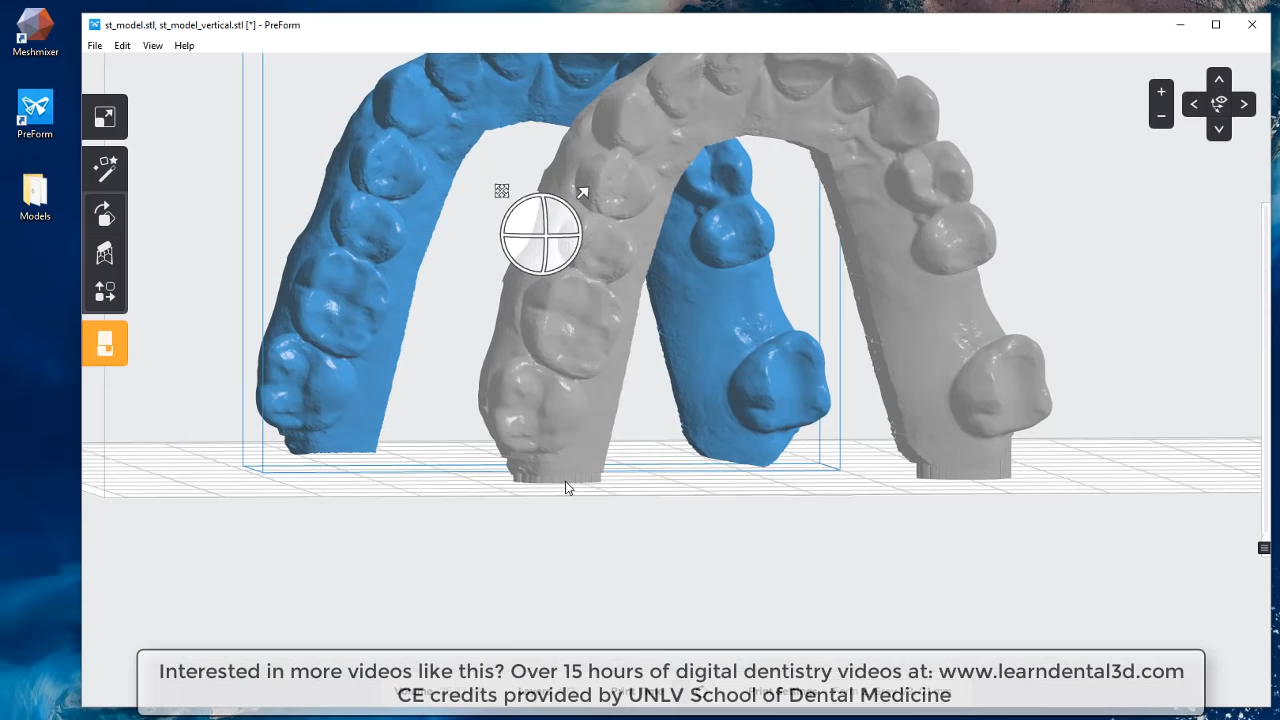 st_model.stl, st_model_vertical.stl [*] - PreForm
File Edit View Help
Meshmixer
PreForm
Models
Interested in more videos like this? Over 15 hours of digital dentistry videos at: www.learndental3d.com
CE credits provided by UNLV School of Dental Medicine